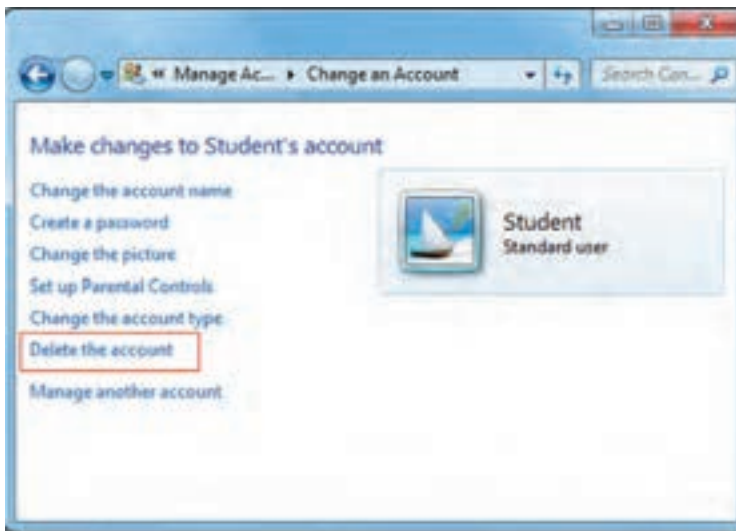 « Manage Ac... ▸ Change an Account
Search Con...
Make changes to Student's account
Change the account name
Create a password
Change the picture
Set up Parental Controls
Change the account type
Delete the account
Manage another account
Student
Standard user